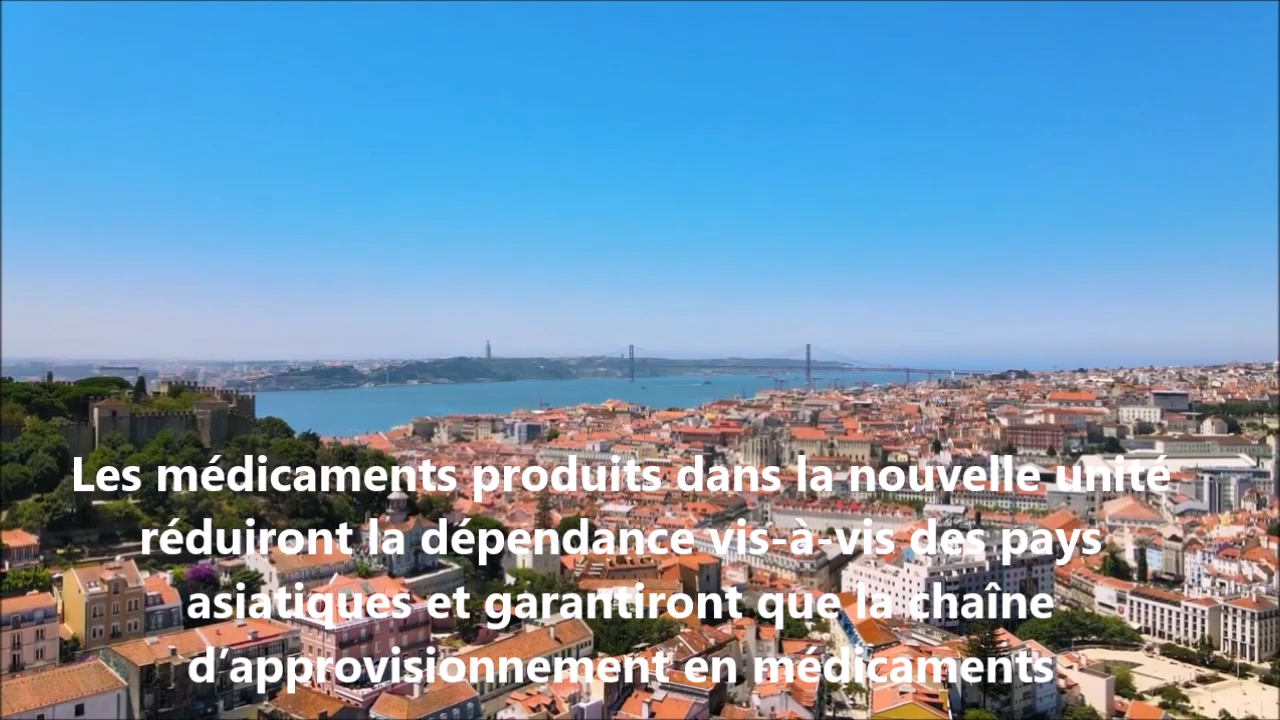 Les médicaments produits dans la nouvelle unité
réduiront la dépendance vis-à-vis des pays
asiatiques et garantiront que la chaîne
d’approvisionnement en médicaments